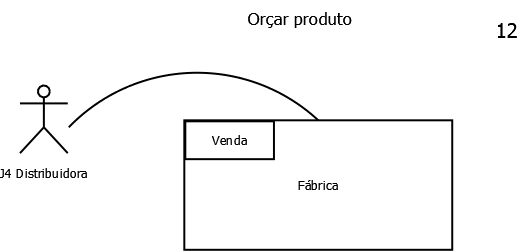 Orçar produto
12
Venda
J4 Distribuidora
Fábrica